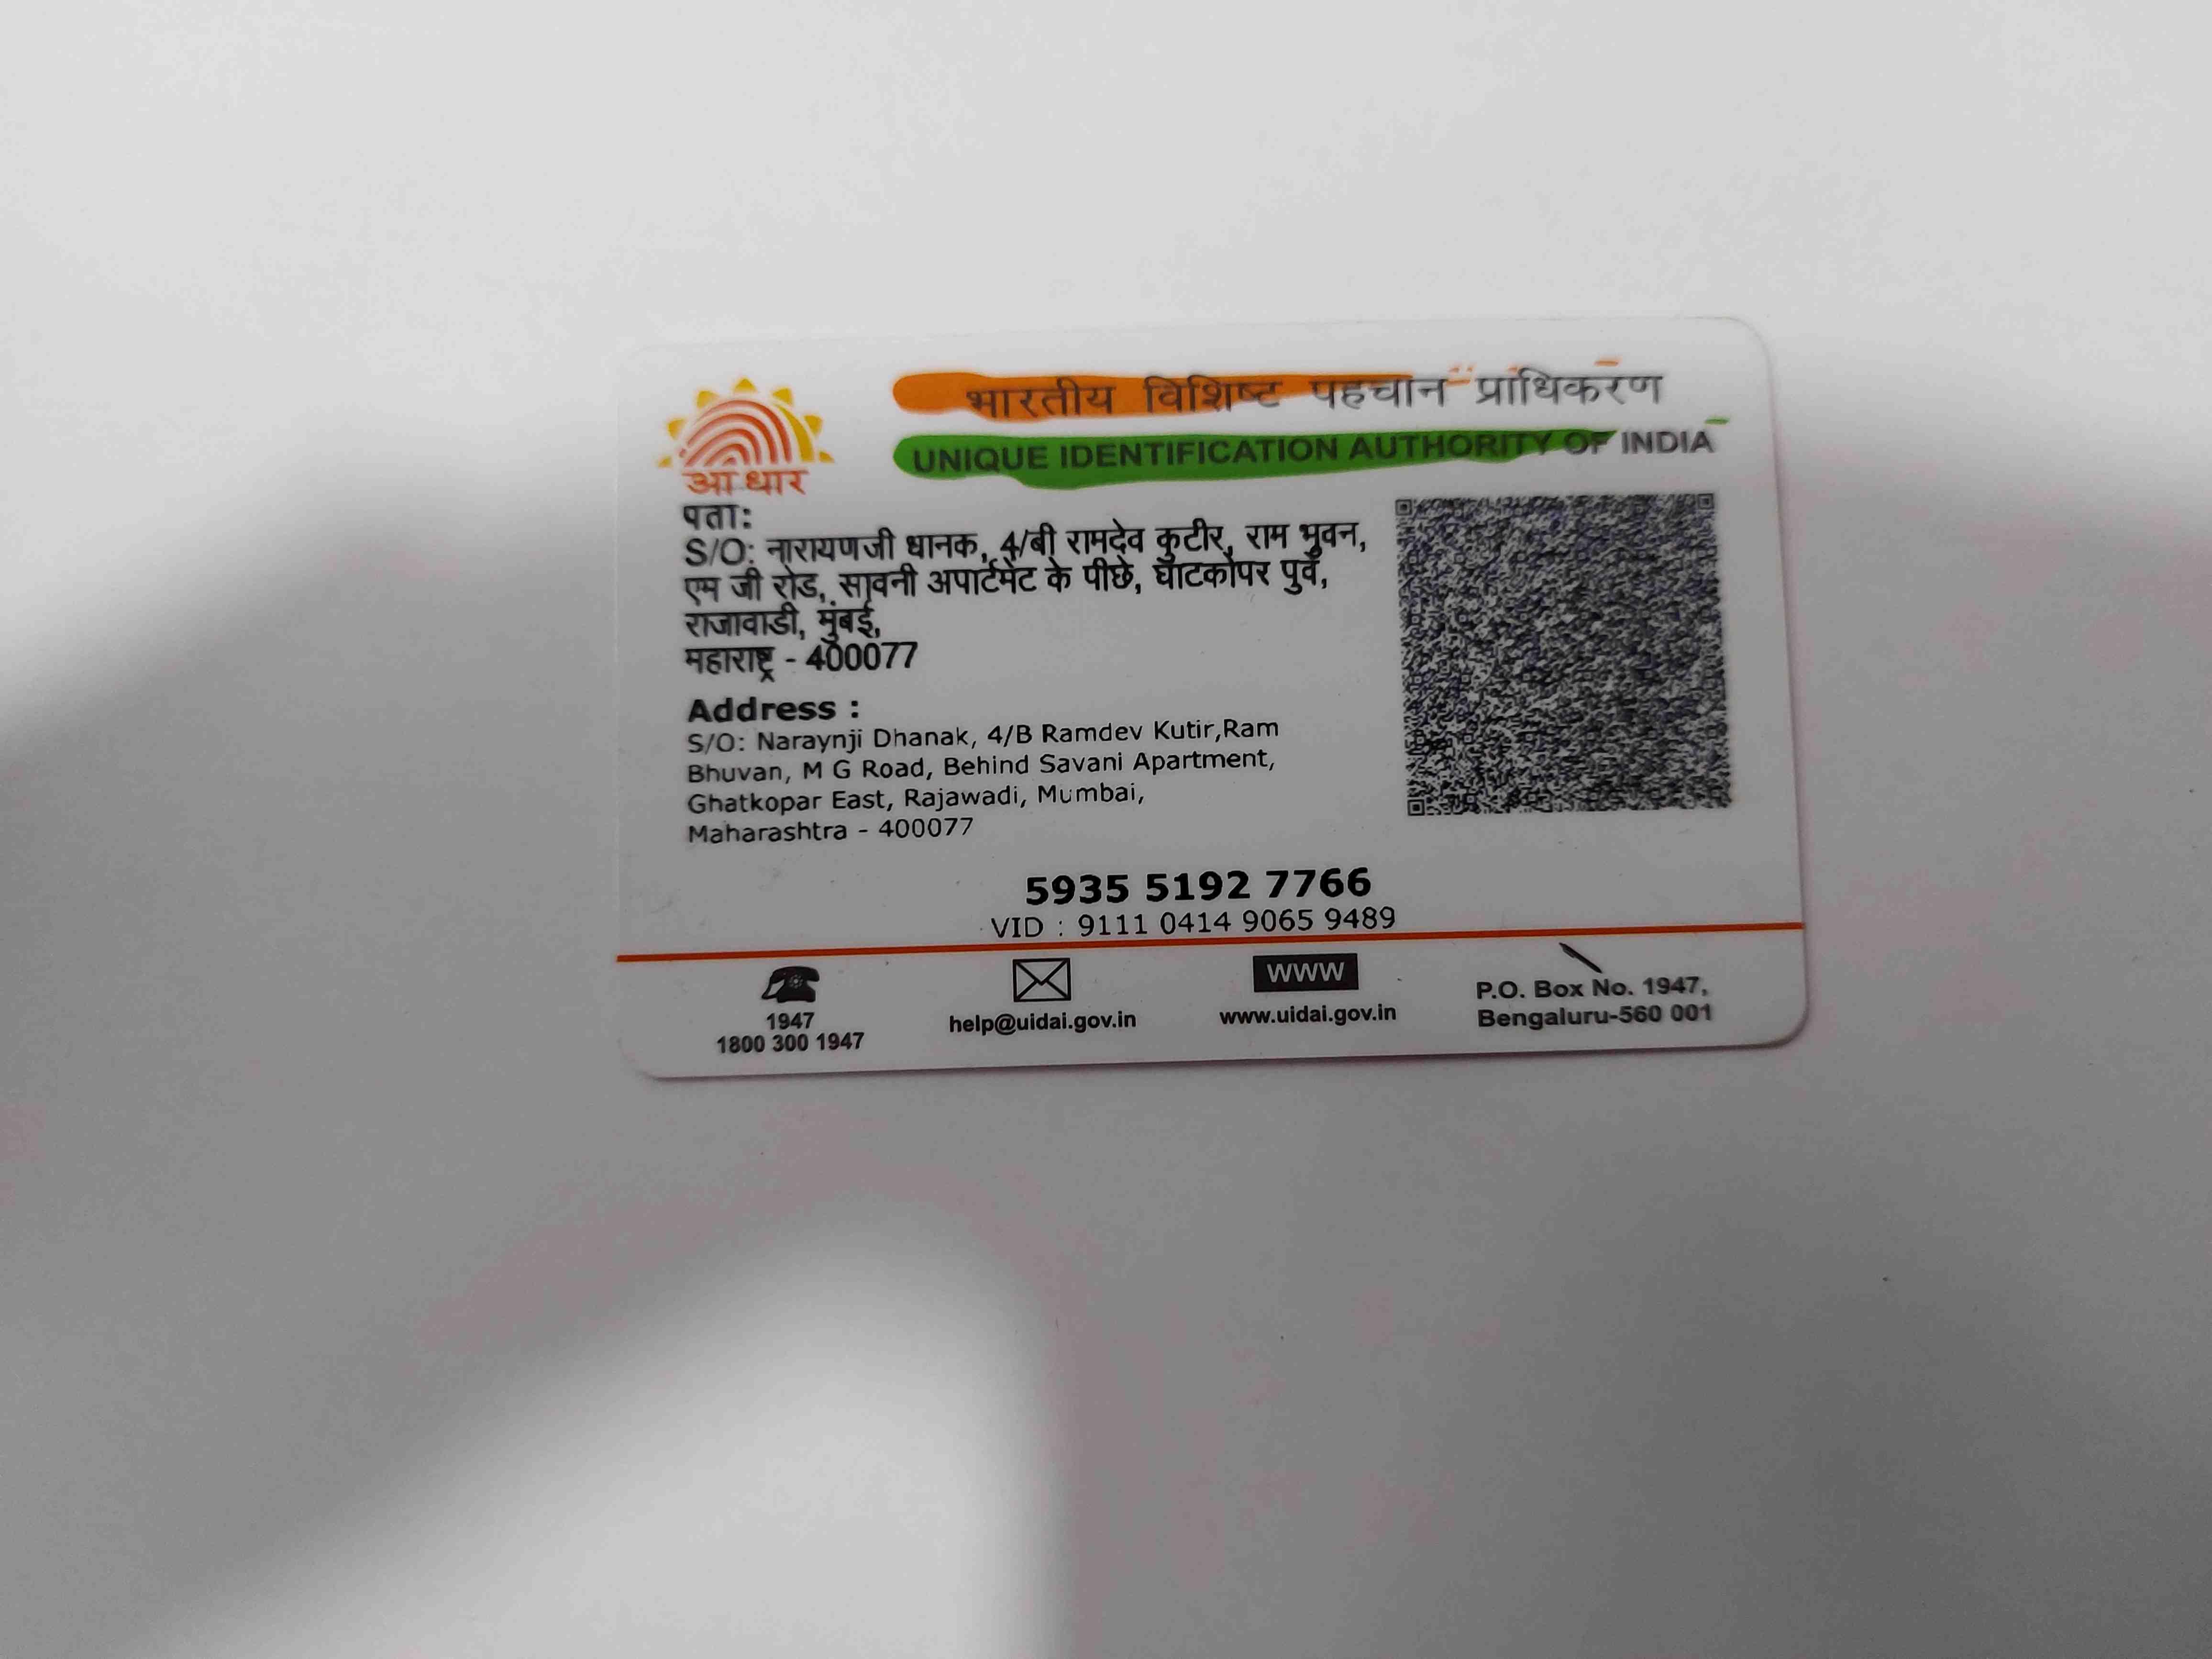 भारतीय विशिष्ट पहचान प्राधिकरण
UNIQUE IDENTIFICATION AUTHORITY OF INDIA
आधार
पता:
S/O: नारायणजी धानक, 4/बी रामदेव कुटीर, राम भुवन,
एम जी रोड, सावनी अपार्टमेंट के पीछे, घाटकोपर पुर्व,
राजावाडी, मुंबई,
महाराष्ट्र - 400077
Address :
S/O: Naraynji Dhanak, 4/B Ramdev Kutir,Ram
Bhuvan, M G Road, Behind Savani Apartment,
Ghatkopar East, Rajawadi, Mumbai,
Maharashtra - 400077
5935 5192 7766
VID : 9111 0414 9065 9489
1947
1800 300 1947
help@uidai.gov.in
WWW
www.uidai.gov.in
P.O. Box No. 1947,
Bengaluru-560 001